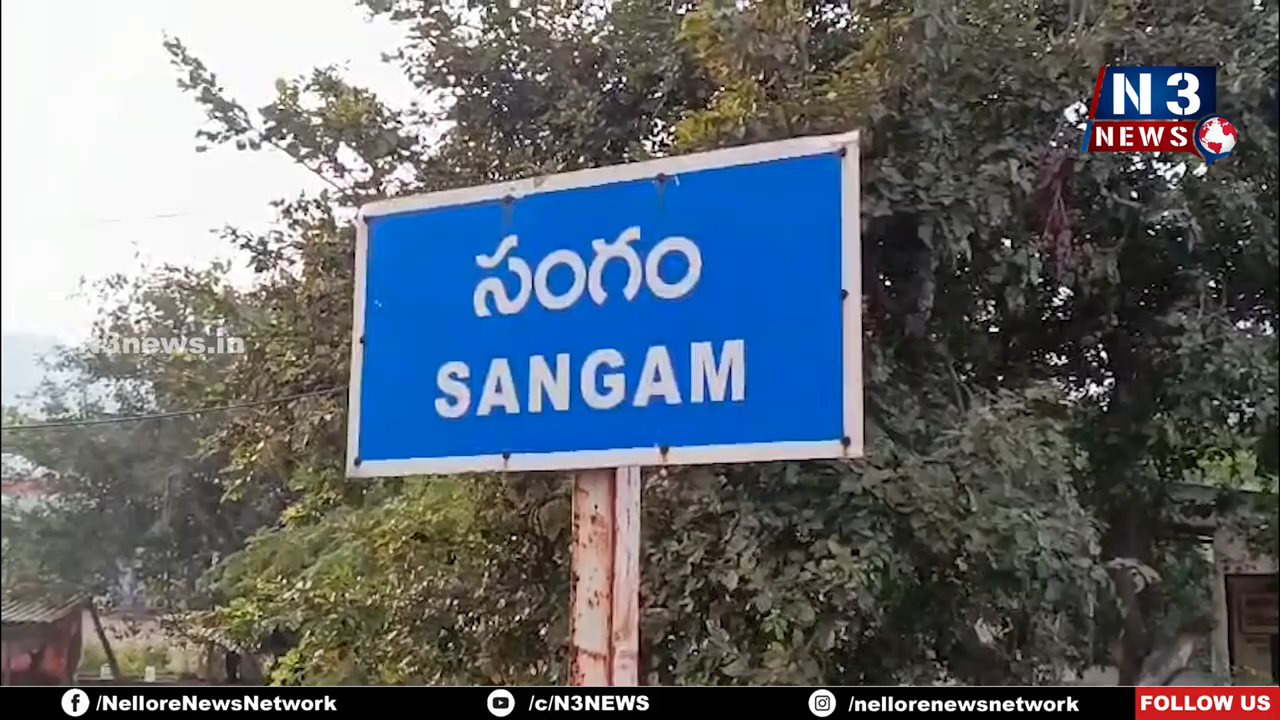 N3
NEWS
సంగం
SANGAM
N3news.in
/NelloreNewsNetwork
/c/N3NEWS
/nellorenewsnetwork
FOLLOW US